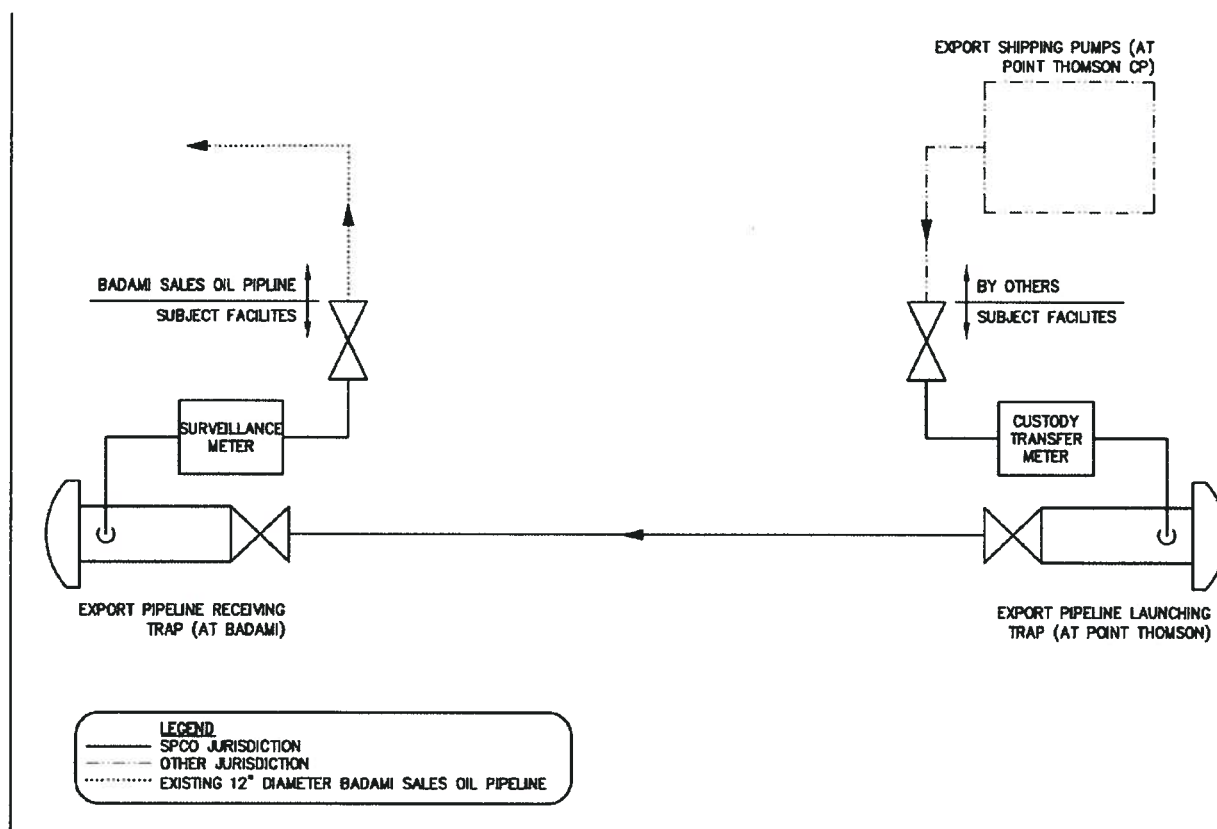 EXPORT SHIPPING PUMPS (AT
POINT THOMSON CP)
BADAMI SALES OIL PIPLINE
SUBJECT FACILITES
BY OTHERS
SUBJECT FACILITES
SURVEILLANCE
METER
CUSTODY
TRANSFER
METER
EXPORT PIPELINE RECEIVING
TRAP (AT BADAMI)
EXPORT PIPELINE LAUNCHING
TRAP (AT POINT THOMSON)
LEGEND
SPCO JURISDICTION
OTHER JURISDICTION
EXISTING 12" DIAMETER BADAMI SALES OIL PIPELINE